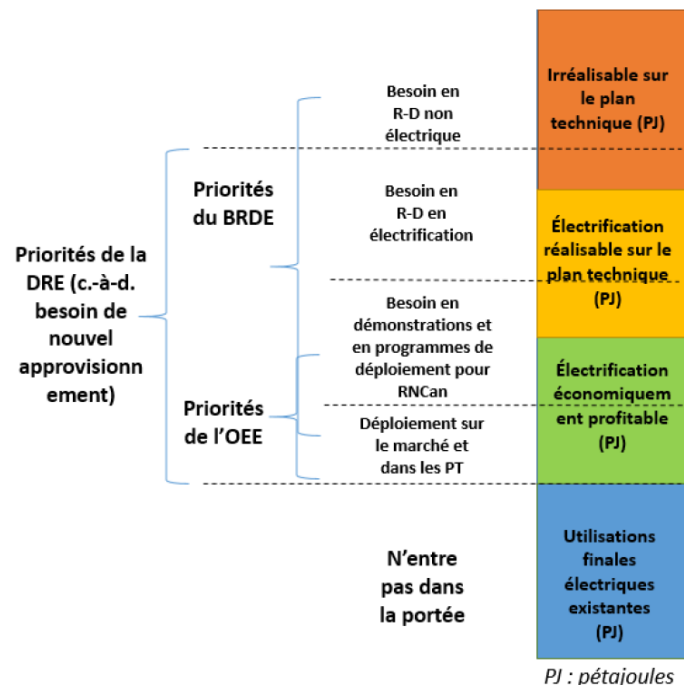 Priorités de la
DRE (c.-à-d.
besoin de
nouvel
approvisionn
ement)
Priorités
du BRDE
Priorités
de l'OEE
Besoin en
R-D non
électrique
Besoin en
R-D en
électrification
Besoin en
démonstrations et
en programmes de
déploiement pour
RNCan
Déploiement sur
le marché et
dans les PT
N'entre
pas dans
la portée
Irréalisable sur
le plan
technique (PJ)
Électrification
réalisable sur le
plan technique
(PJ)
Électrification
économiquem
ent profitable
(PJ)
Utilisations
finales
électriques
existantes
(PJ)
PJ : pétajoules